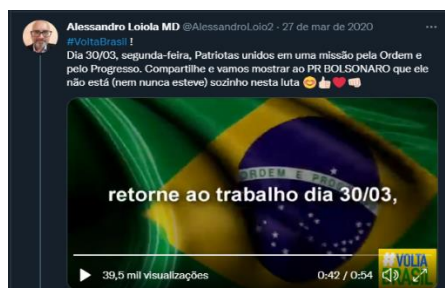 Alessandro Loiola MD @AlessandroLoio2 · 27 de mar de 2020 ...
#VoltaBrasil !
Dia 30/03, segunda-feira, Patriotas unidos em uma missão pela Ordem e
pelo Progresso. Compartilhe e vamos mostrar ao PR BOLSONARO que ele
não está (nem nunca esteve) sozinho nesta luta 😊👍❤️👊
ORDEM E PROGRESSO
retorne ao trabalho dia 30/03,
#VOLTA
BRASIL
39,5 mil visualizações 0:42 / 0:54